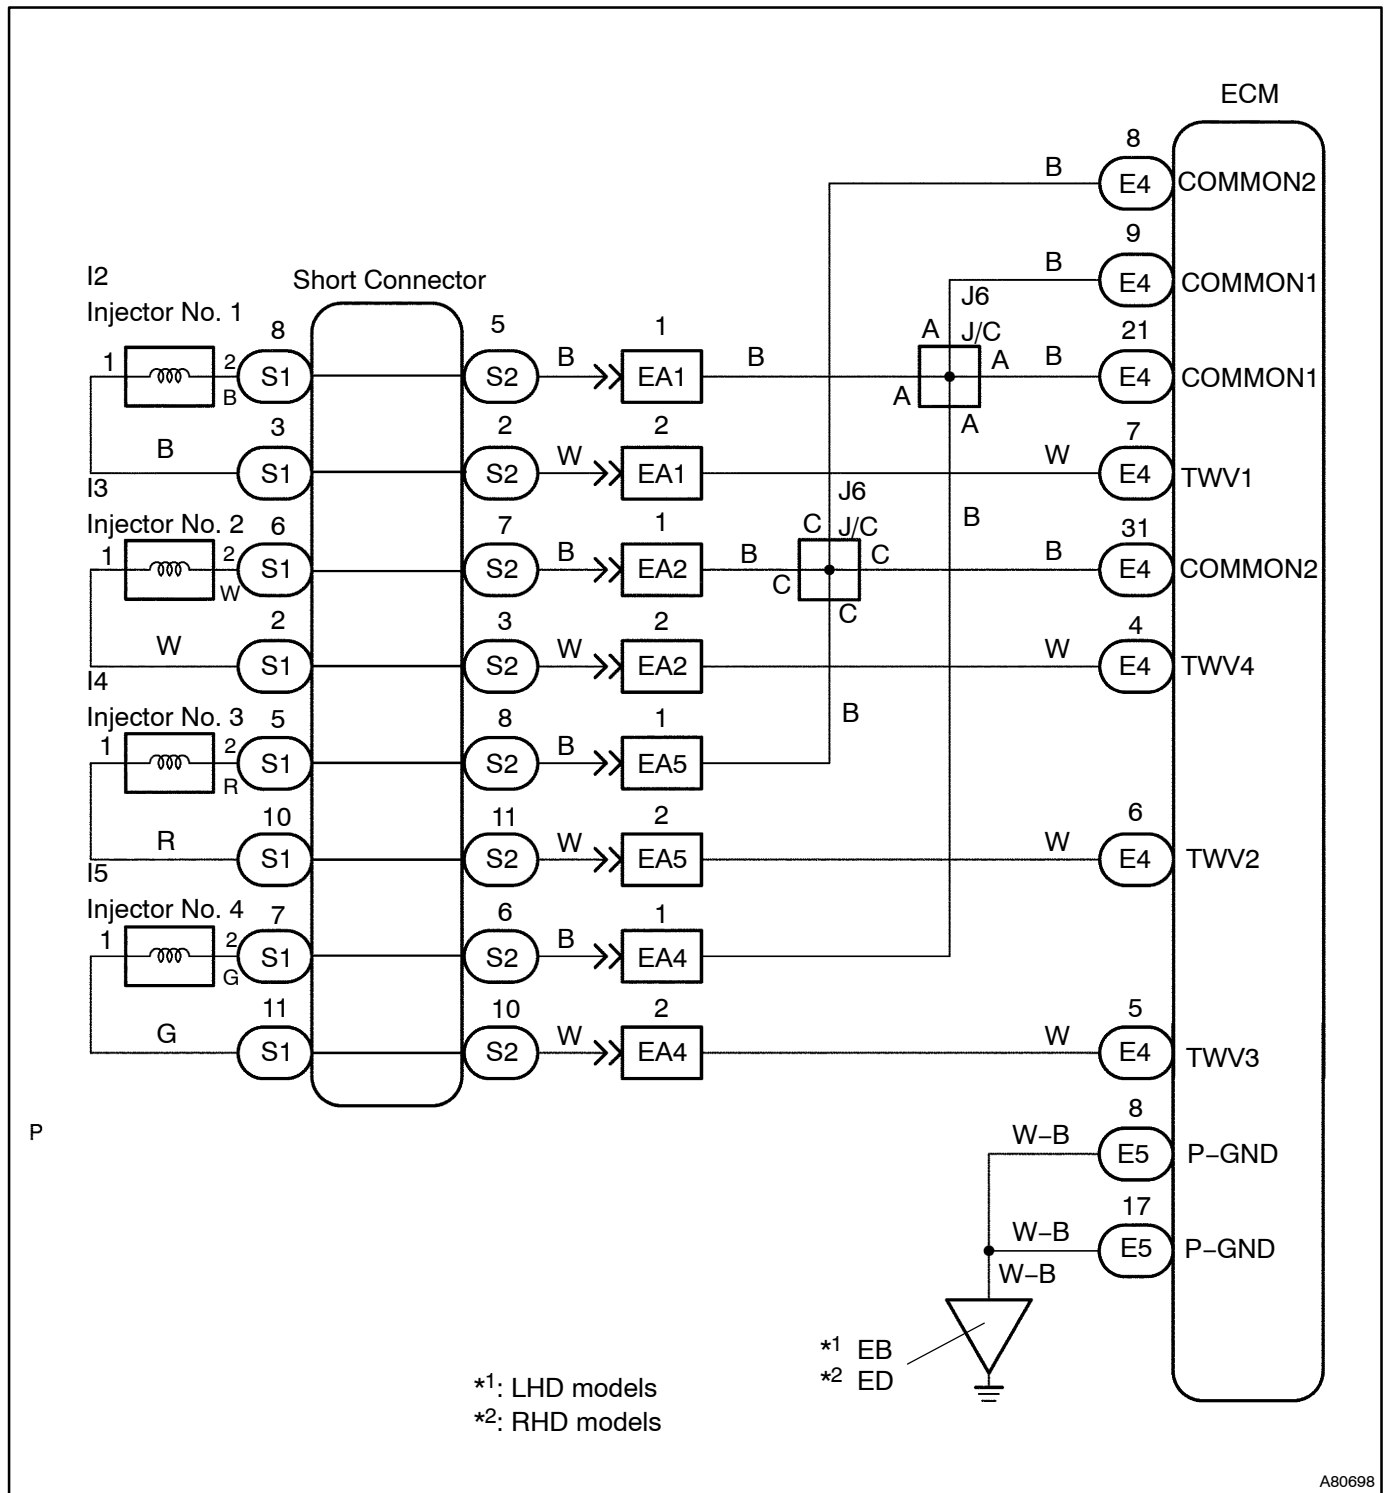 ECM
8
B
E4
COMMON2
9
B
E4
COMMON1
I2
Short Connector
J6
Injector No. 1
8
5
1
A
J/C
21
1
2
S1
S2
B
EA1
B
A
B
E4
COMMON1
B
A
3
2
2
A
7
B
S1
S2
W
EA1
W
E4
TWV1
I3
J6
B
Injector No. 2
6
7
1
C
J/C
31
1
2
S1
S2
B
EA2
B
C
B
E4
COMMON2
W
C
2
3
2
C
4
W
S1
S2
W
EA2
W
E4
TWV4
I4
B
Injector No. 3
5
8
1
1
2
S1
S2
B
EA5
R
10
11
2
6
R
S1
S2
W
EA5
W
E4
TWV2
I5
Injector No. 4
7
6
1
1
2
S1
S2
B
EA4
G
11
10
2
5
G
S1
S2
W
EA4
W
E4
TWV3
8
P
W–B
E5
P–GND
17
W–B
E5
P–GND
W–B
*1 EB
*2 ED
*1: LHD models
*2: RHD models
A80698